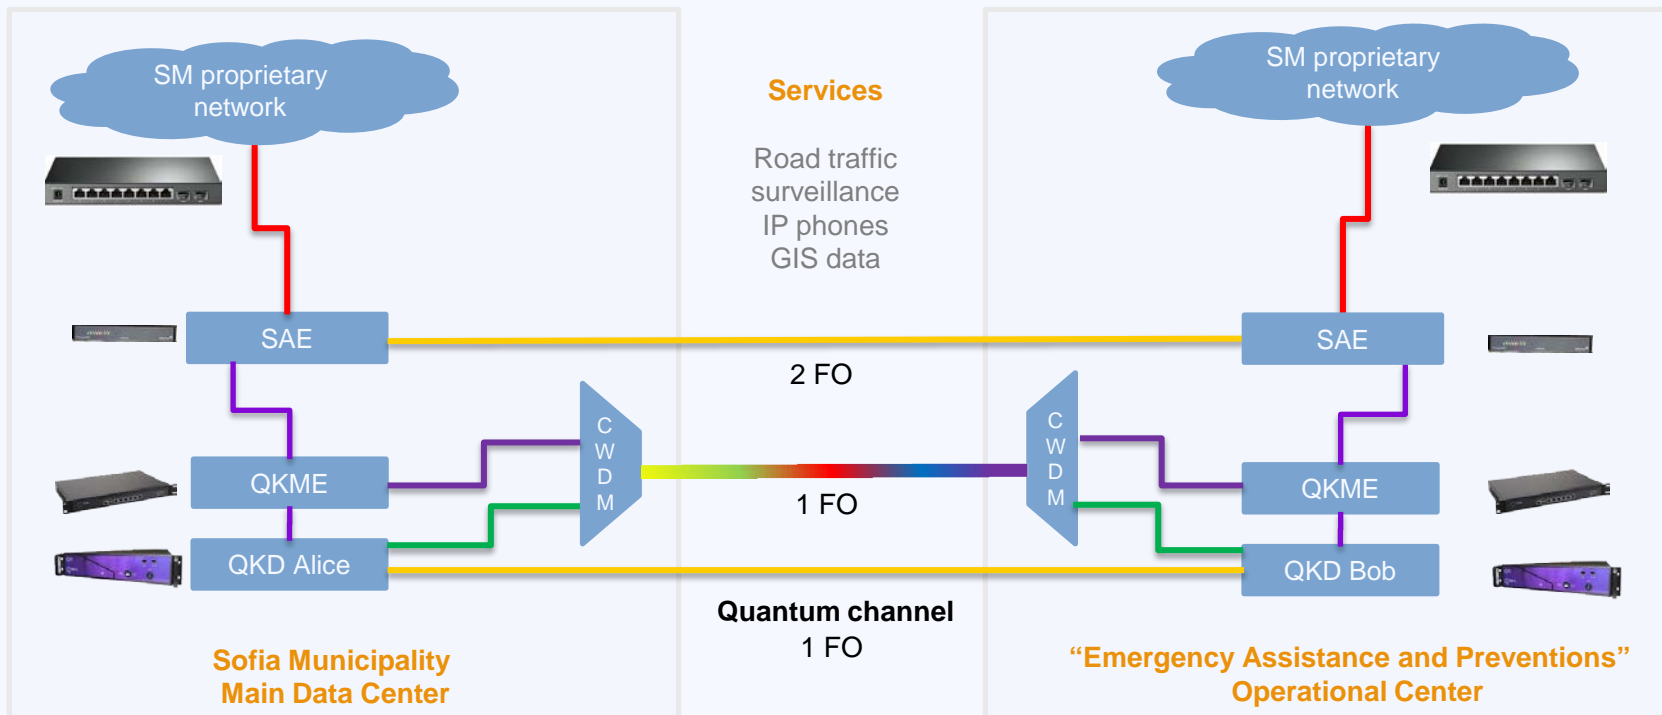 SM proprietary
network
Services
Road traffic
surveillance
IP phones
GIS data
SM proprietary
network
SAE
SAE
2 FO
C
W
D
M
C
W
D
M
QKME
1 FO
QKME
QKD Alice
QKD Bob
Quantum channel
1 FO
Sofia Municipality
Main Data Center
“Emergency Assistance and Preventions”
Operational Center